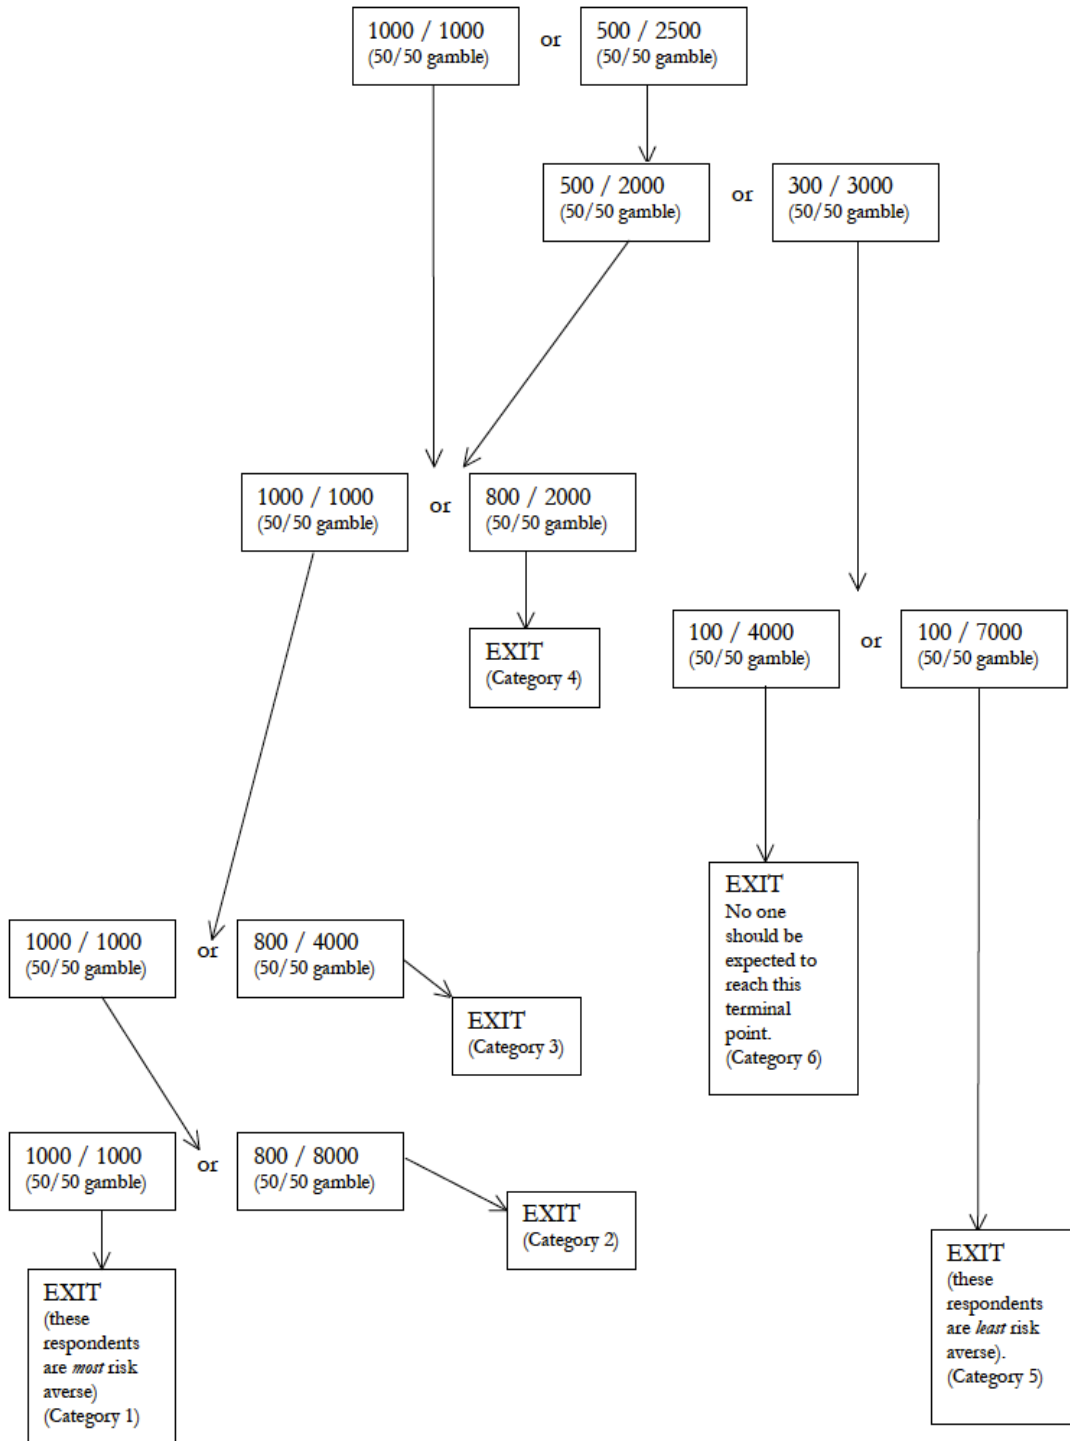 1000 / 1000
(50/50 gamble)
or
500 / 2500
(50/50 gamble)
500 / 2000
(50/50 gamble)
or
300 / 3000
(50/50 gamble)
1000 / 1000
(50/50 gamble)
or
800 / 2000
(50/50 gamble)
EXIT
(Category 4)
100 / 4000
(50/50 gamble)
or
100 / 7000
(50/50 gamble)
EXIT
No one
should be
expected to
reach this
terminal
point.
(Category 6)
1000 / 1000
(50/50 gamble)
or
800 / 4000
(50/50 gamble)
EXIT
(Category 3)
1000 / 1000
(50/50 gamble)
or
800 / 8000
(50/50 gamble)
EXIT
(Category 2)
EXIT
(these
respondents
are most risk
averse)
(Category 1)
EXIT
(these
respondents
are least risk
averse).
(Category 5)